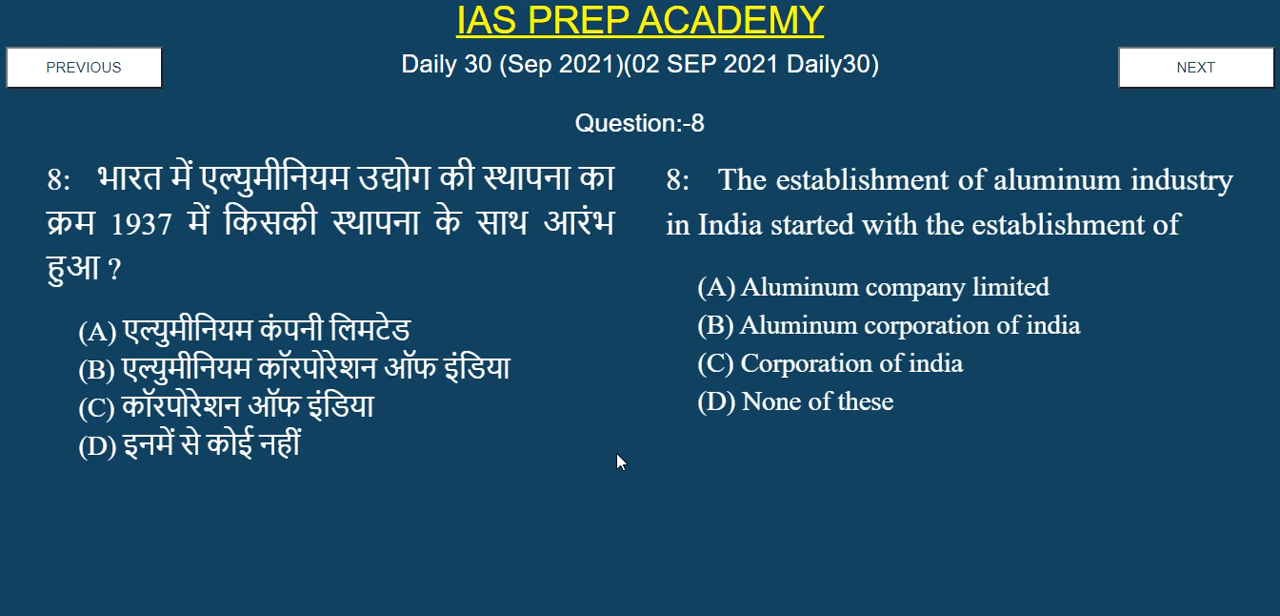 IAS PREP ACADEMY
PREVIOUS
Daily 30 (Sep 2021)(02 SEP 2021 Daily30)
NEXT
Question:-8
8: भारत में एल्युमीनियम उद्योग की स्थापना का
क्रम 1937 में किसकी स्थापना के साथ आरंभ
हुआ ?
(A) एल्युमीनियम कंपनी लिमटेड
(B) एल्युमीनियम कॉरपोरेशन ऑफ इंडिया
(C) कॉरपोरेशन ऑफ इंडिया
(D) इनमें से कोई नहीं
8: The establishment of aluminum industry
in India started with the establishment of
(A) Aluminum company limited
(B) Aluminum corporation of india
(C) Corporation of india
(D) None of these